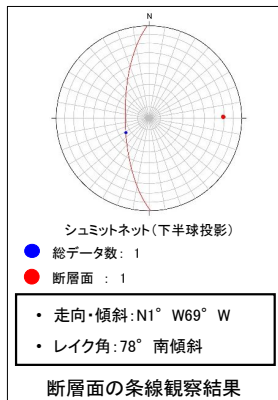 N
シュミットネット(下半球投影)
総データ数: 1
断層面 : 1
• 走向・傾斜:N1° W69° W
• レイク角:78° 南傾斜
断層面の条線観察結果